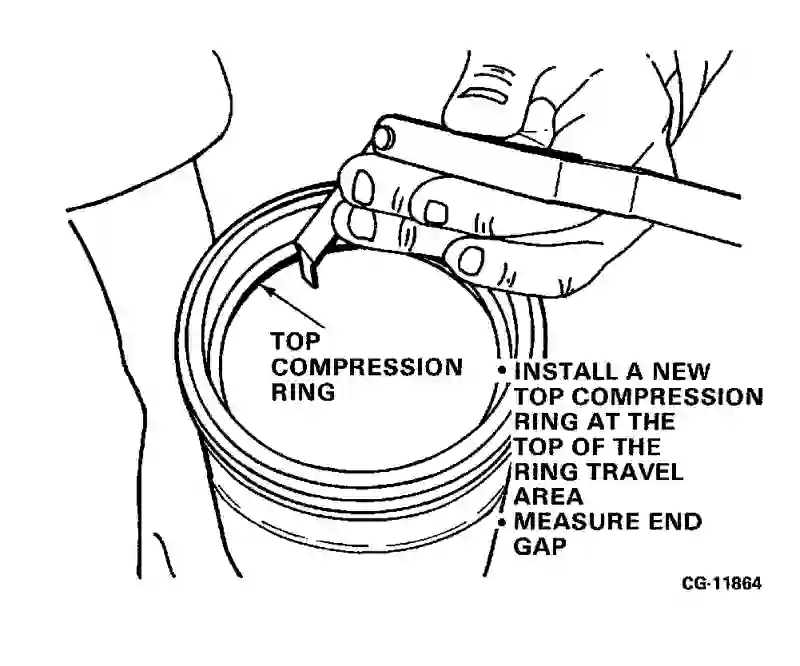 TOP
COMPRESSION
RING
• INSTALL A NEW
TOP COMPRESSION
RING AT THE
TOP OF THE
RING TRAVEL
AREA
• MEASURE END
GAP
CG-11864